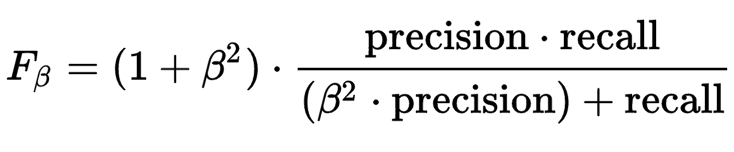 F_β = (1 + β²) · (precision · recall) / ((β² · precision) + recall)